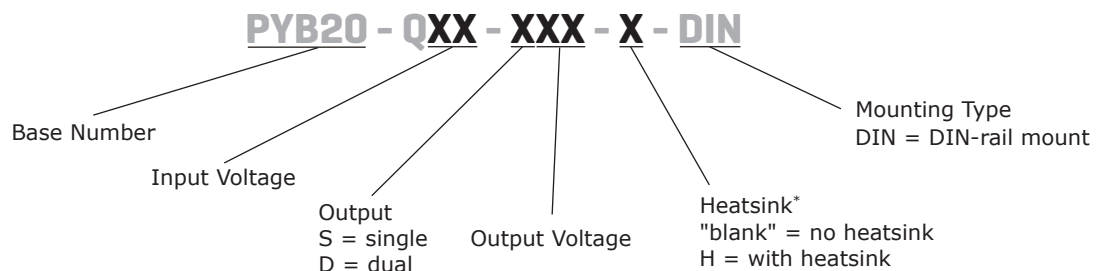 PYB20 - QXX - XXX - X - DIN
Base Number
Input Voltage
Output
S = single
D = dual
Output Voltage
Heatsink*
"blank" = no heatsink
H = with heatsink
Mounting Type
DIN = DIN-rail mount